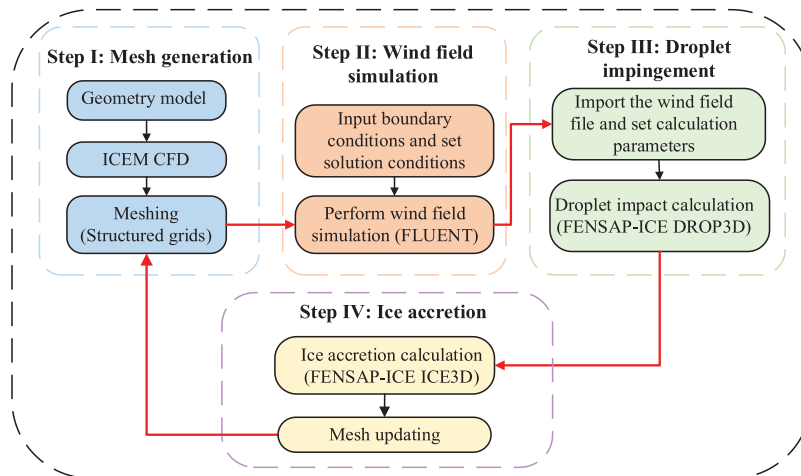 Step I: Mesh generation
Geometry model
ICEM CFD
Meshing
(Structured grids)
Step II: Wind field
simulation
Input boundary
conditions and set
solution conditions
Perform wind field
simulation (FLUENT)
Step III: Droplet
impingement
Import the wind field
file and set calculation
parameters
Droplet impact calculation
(FENSAP-ICE DROP3D)
Step IV: Ice accretion
Ice accretion calculation
(FENSAP-ICE ICE3D)
Mesh updating